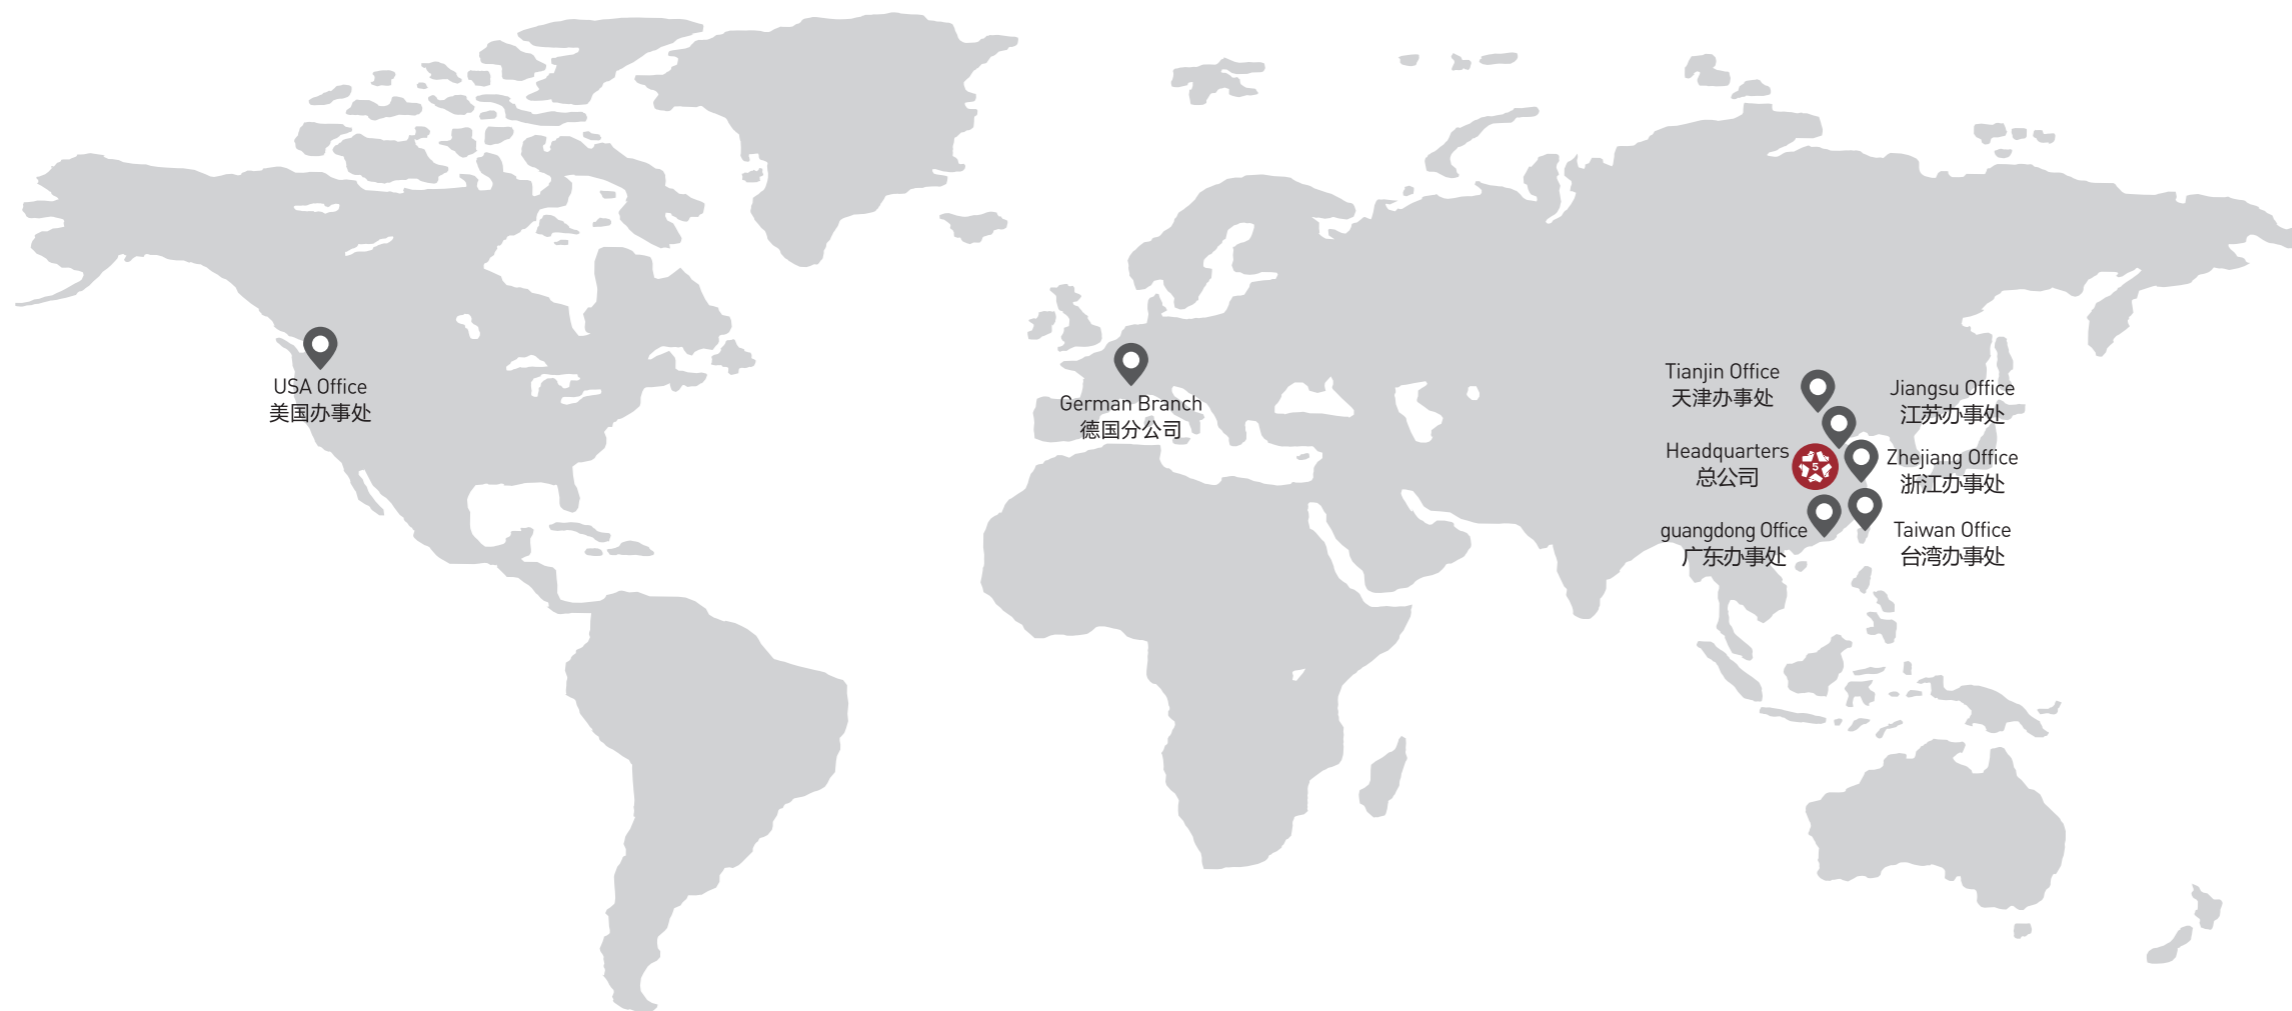 USA Office
美国办事处
German Branch
德国分公司
Tianjin Office
天津办事处
Jiangsu Office
江苏办事处
Headquarters
总公司
5
Zhejiang Office
浙江办事处
guangdong Office
广东办事处
Taiwan Office
台湾办事处